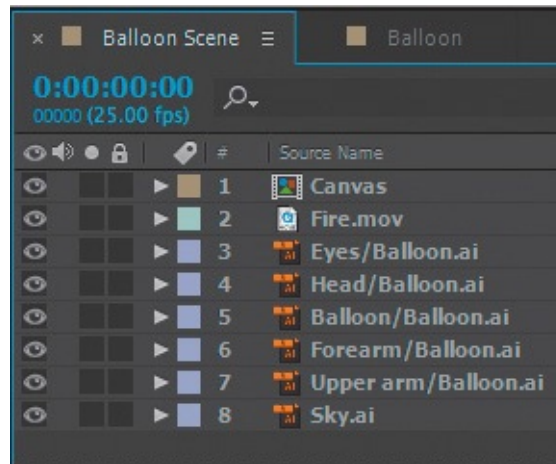 × Balloon Scene ≡ Balloon
0:00:00:00
00000 (25.00 fps)
# Source Name
1 Canvas
2 Fire.mov
3 Eyes/Balloon.ai
4 Head/Balloon.ai
5 Balloon/Balloon.ai
6 Forearm/Balloon.ai
7 Upper arm/Balloon.ai
8 Sky.ai